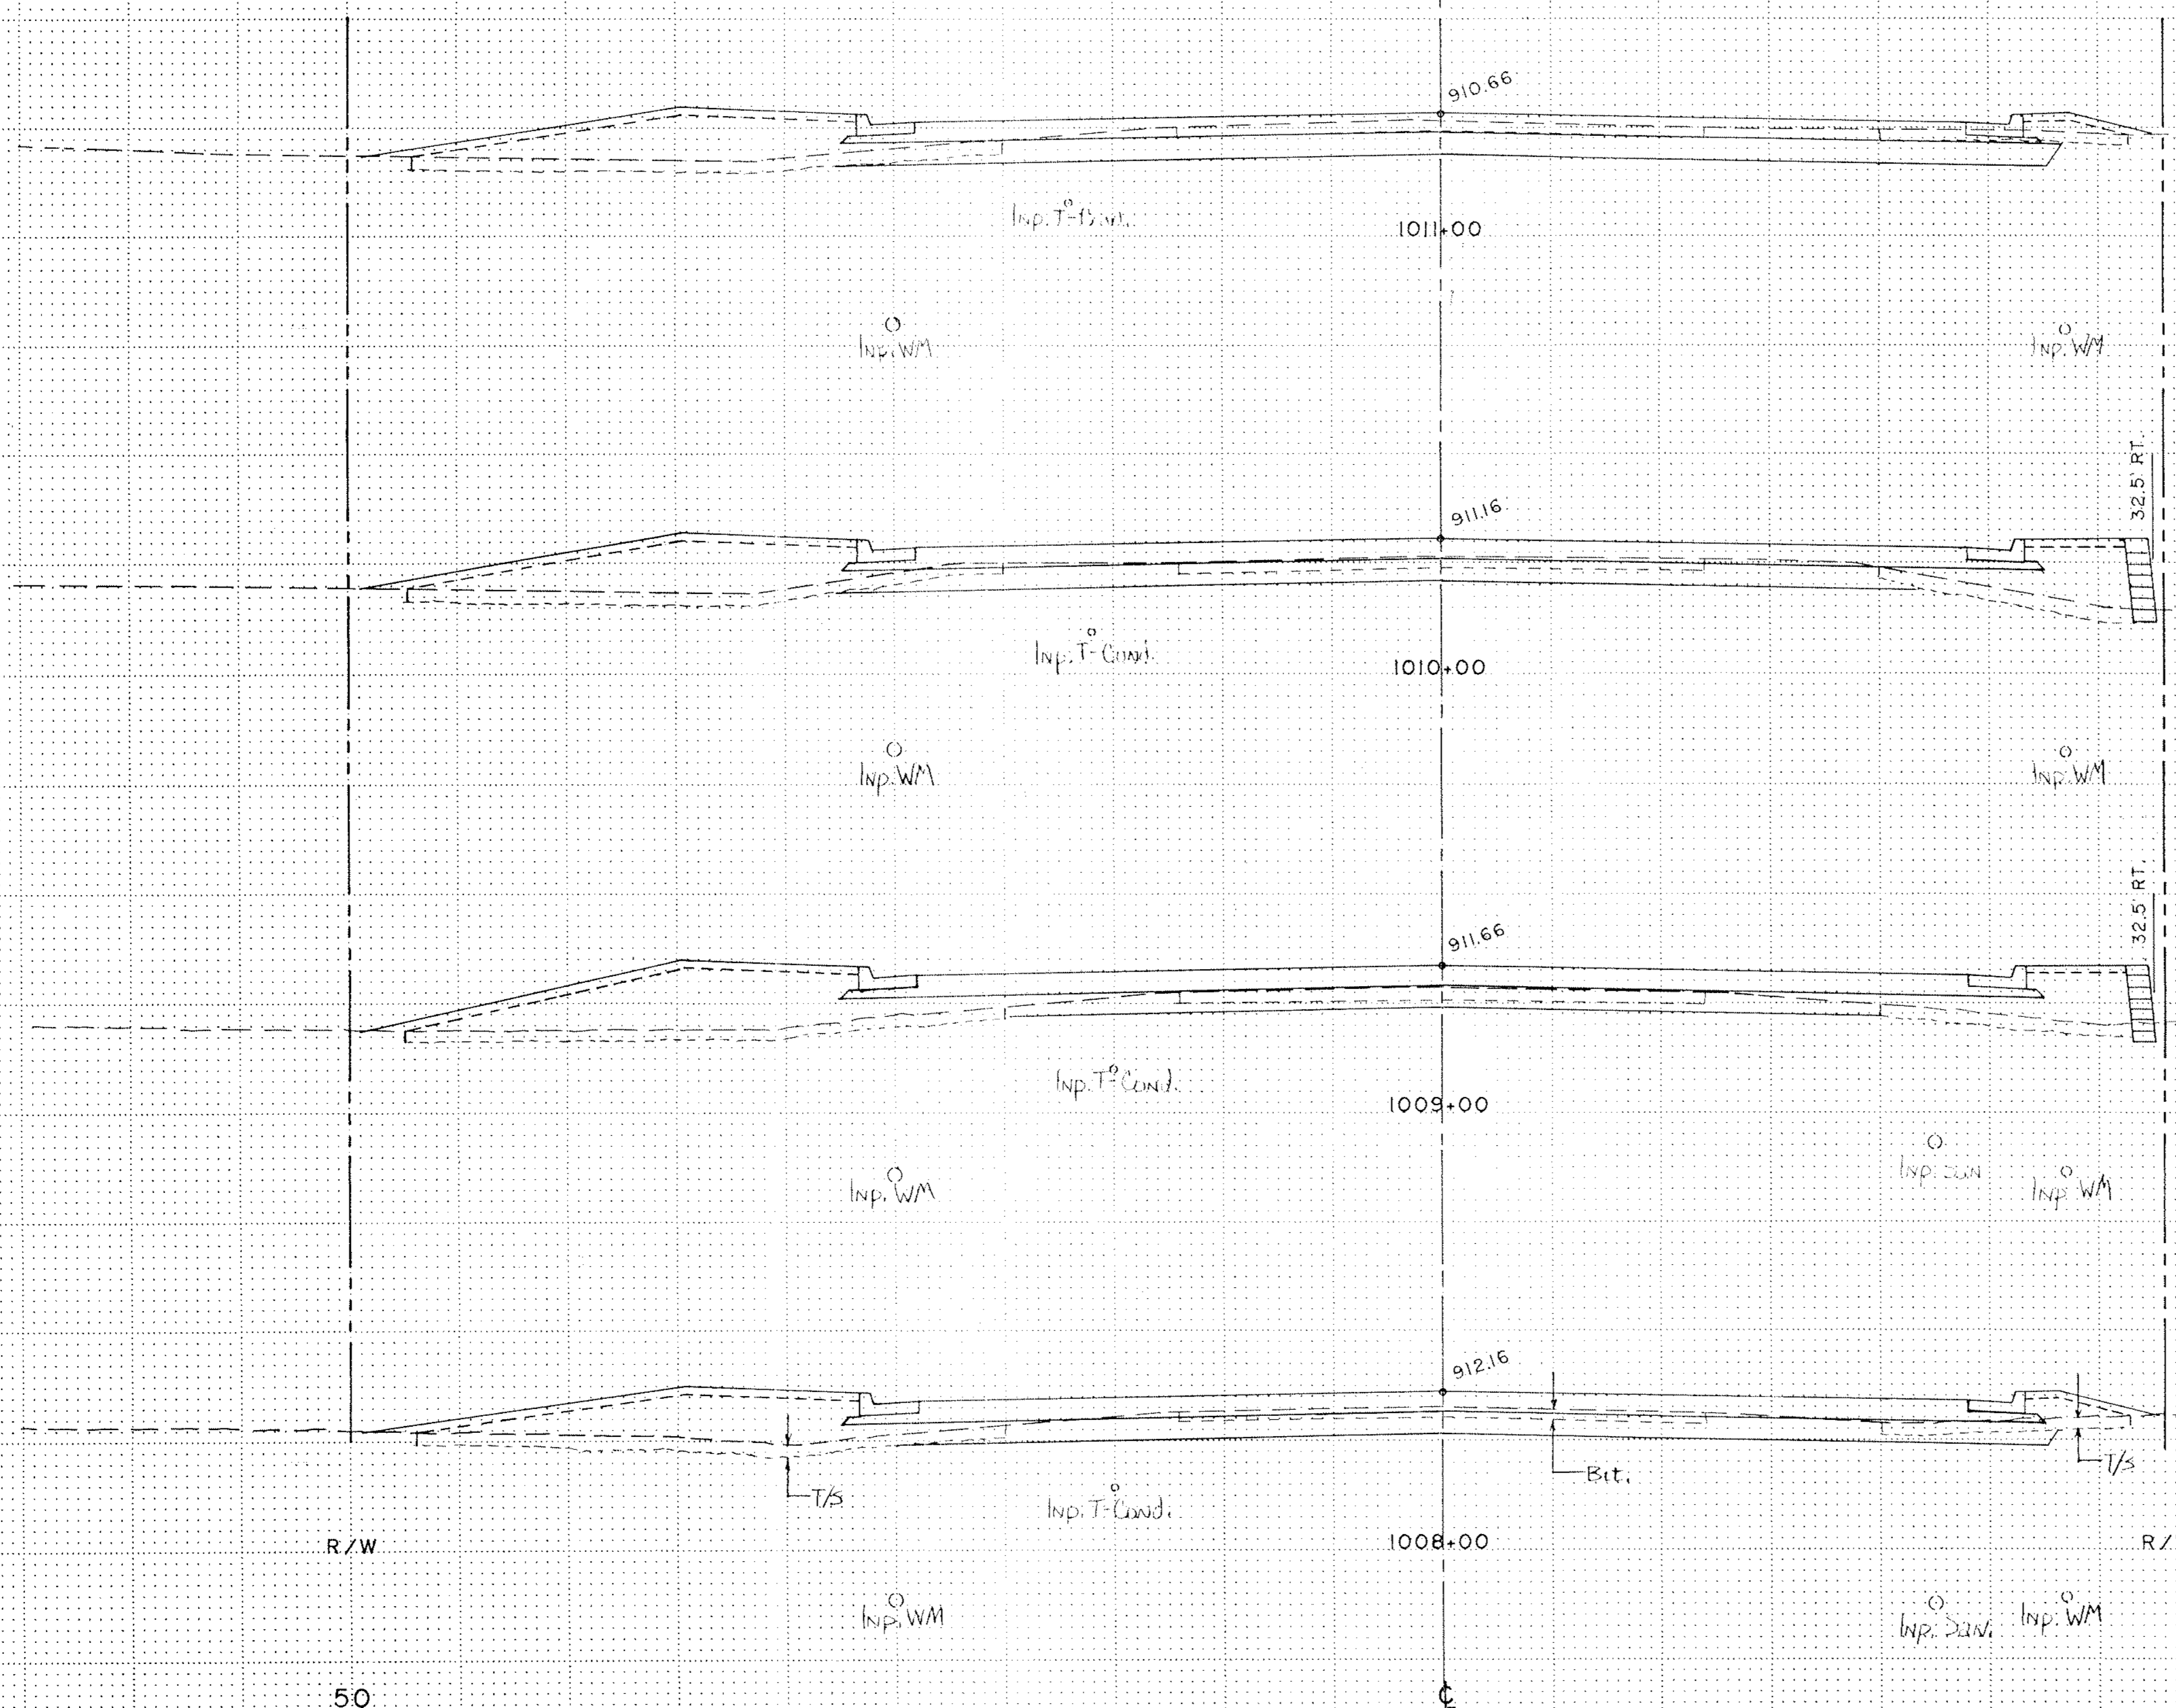 910.66
Inp. T-
1011+00
Inp. WM
Inp. WM
32.5' RT.
911.16
Inp. T-Cond.
1010+00
Inp. WM
Inp. WM
32.5' RT.
911.66
Inp. T-Cond.
1009+00
Inp. San
Inp. WM
Inp. WM
912.16
T/S
Bit.
T/S
Inp. T-Cond.
R/W
1008+00
R/
Inp. WM
Inp. San.
Inp. WM
50
℄